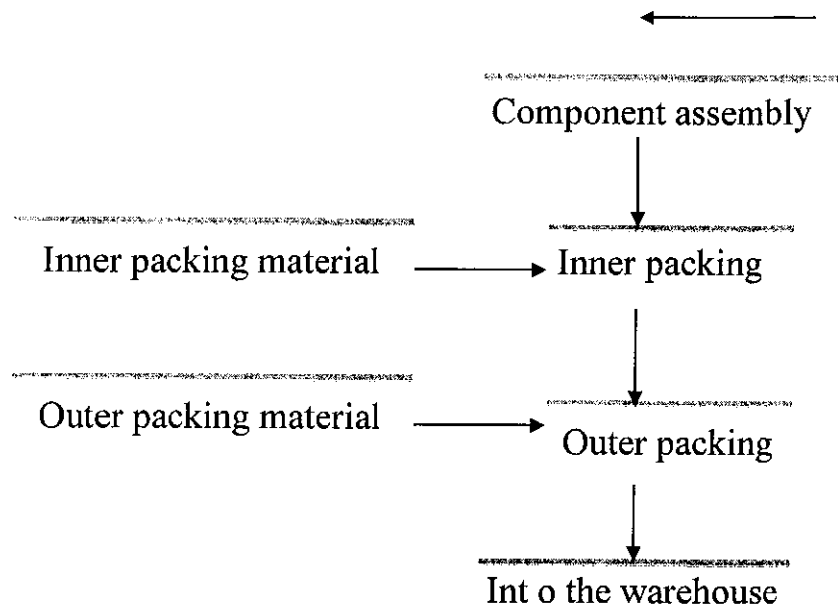 Component assembly
Inner packing material
Inner packing
Outer packing material
Outer packing
Int o the warehouse